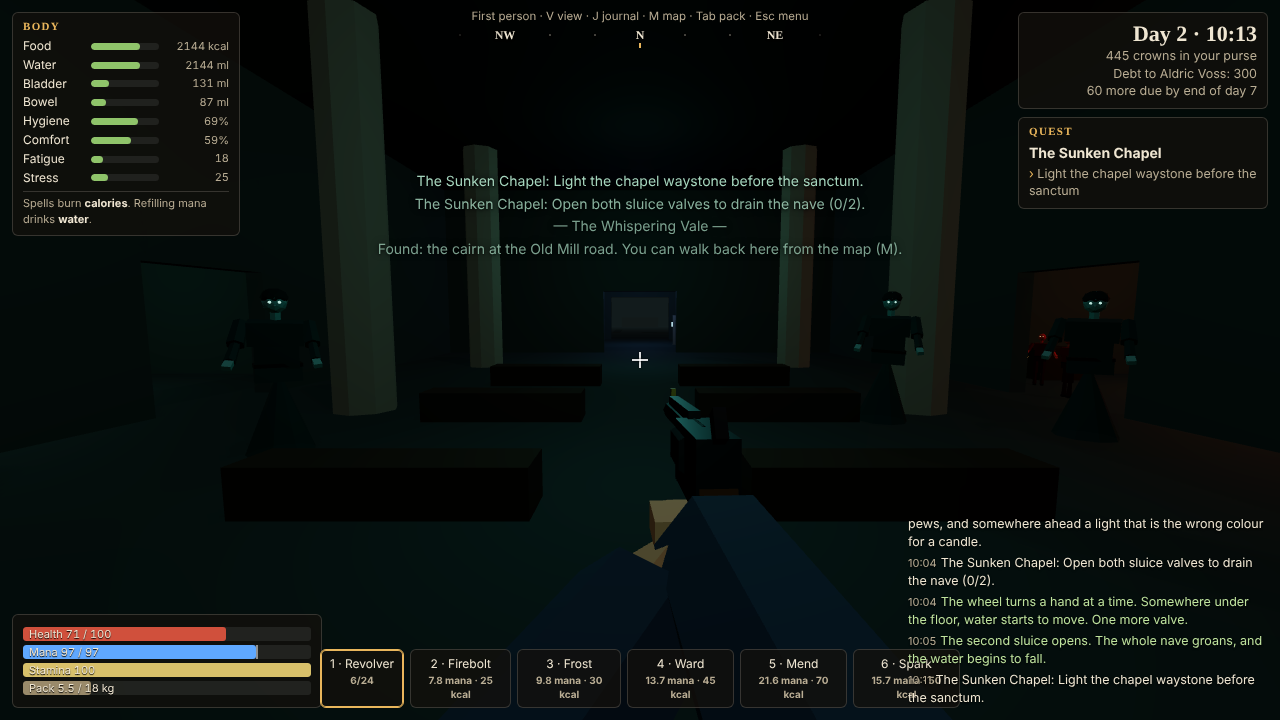 BODY
Food 2144 kcal
Water 2144 ml
Bladder 131 ml
Bowel 87 ml
Hygiene 69%
Comfort 59%
Fatigue 18
Stress 25
Spells burn calories. Refilling mana
drinks water.
First person · V view · J journal · M map · Tab pack · Esc menu
NW N NE
Day 2 · 10:13
445 crowns in your purse
Debt to Aldric Voss: 300
60 more due by end of day 7
QUEST
The Sunken Chapel
› Light the chapel waystone before the
sanctum
The Sunken Chapel: Light the chapel waystone before the sanctum.
The Sunken Chapel: Open both sluice valves to drain the nave (0/2).
— The Whispering Vale —
Found: the cairn at the Old Mill road. You can walk back here from the map (M).
pews, and somewhere ahead a light that is the wrong colour
for a candle.
10:04 The Sunken Chapel: Open both sluice valves to drain
the nave (0/2).
10:04 The wheel turns a hand at a time. Somewhere under
the floor, water starts to move. One more valve.
10:05 The second sluice opens. The whole nave groans, and
the water begins to fall.
The Sunken Chapel: Light the chapel waystone before
the sanctum.
Health 71 / 100
Mana 97 / 97
Stamina 100
Pack 5.5 / 18 kg
1 · Revolver
6/24
2 · Firebolt
7.8 mana · 25
kcal
3 · Frost
9.8 mana · 30
kcal
4 · Ward
13.7 mana · 45
kcal
5 · Mend
21.6 mana · 70
kcal
6 · Spark
15.7 mana · 50
kcal